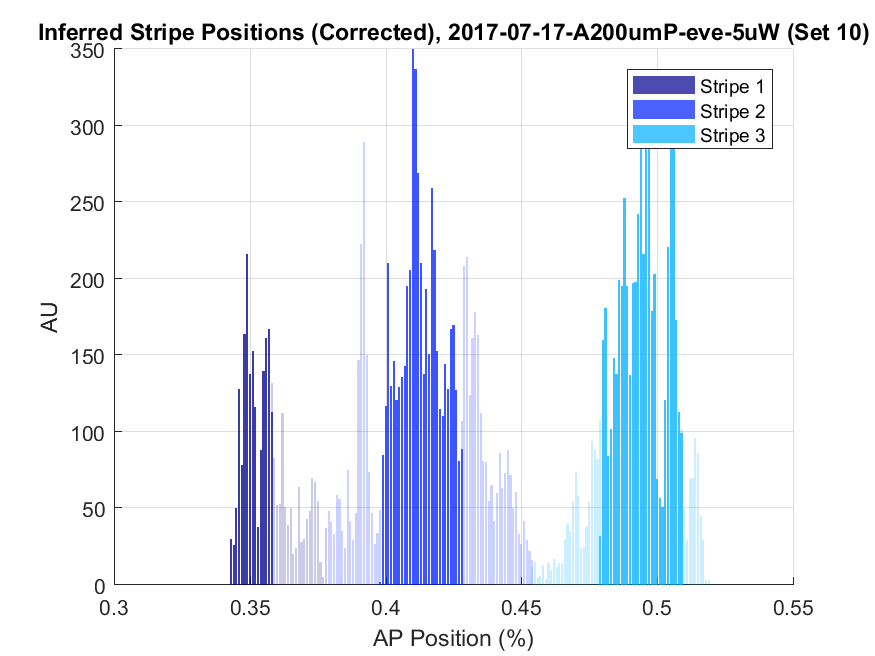 Inferred Stripe Positions (Corrected), 2017-07-17-A200umP-eve-5uW (Set 10)
350
300
250
200
150
100
50
0
AU
Stripe 1
Stripe 2
Stripe 3
0.3
0.35
0.4
0.45
0.5
0.55
AP Position (%)